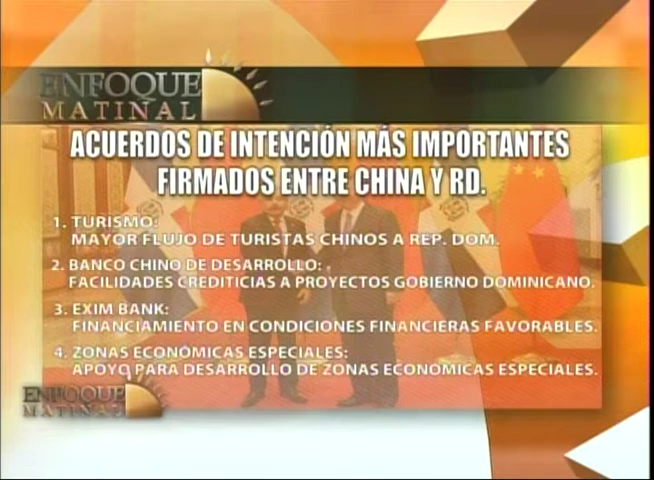 ENFOQUE
MATINAL
ACUERDOS DE INTENCIÓN MÁS IMPORTANTES
FIRMADOS ENTRE CHINA Y RD.
1. TURISMO:
MAYOR FLUJO DE TURISTAS CHINOS A REP. DOM.
2. BANCO CHINO DE DESARROLLO:
FACILIDADES CREDITICIAS A PROYECTOS GOBIERNO DOMINICANO.
3. EXIM BANK:
FINANCIAMIENTO EN CONDICIONES FINANCIERAS FAVORABLES.
4. ZONAS ECONÓMICAS ESPECIALES:
APOYO PARA DESARROLLO DE ZONAS ECONOMICAS ESPECIALES.
ENFOQUE
MATINAL